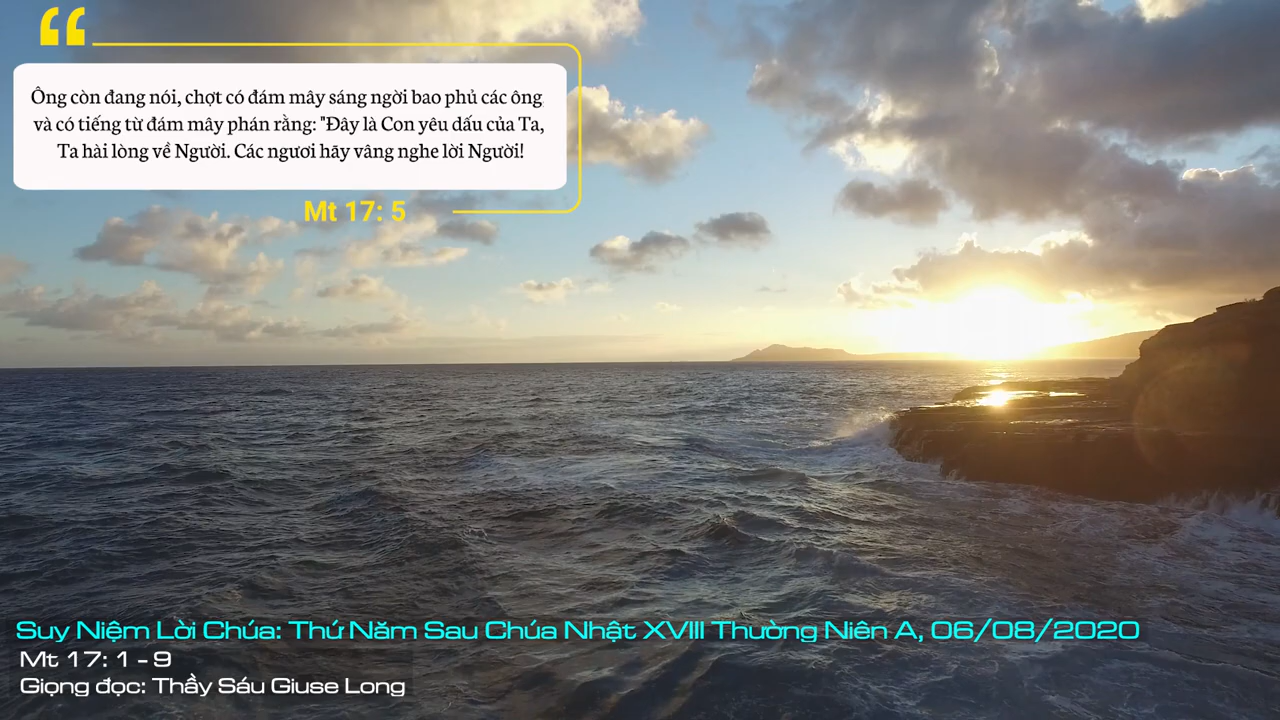 Ông còn đang nói, chợt có đám mây sáng ngời bao phủ các ông,
và có tiếng từ đám mây phán rằng: "Đây là Con yêu dấu của Ta,
Ta hài lòng về Người. Các ngươi hãy vâng nghe lời Người!
Mt 17: 5
Suy Niệm Lời Chúa: Thứ Năm Sau Chúa Nhật XVIII Thường Niên A, 06/08/2020
Mt 17: 1 - 9
Giọng đọc: Thầy Sáu Giuse Long